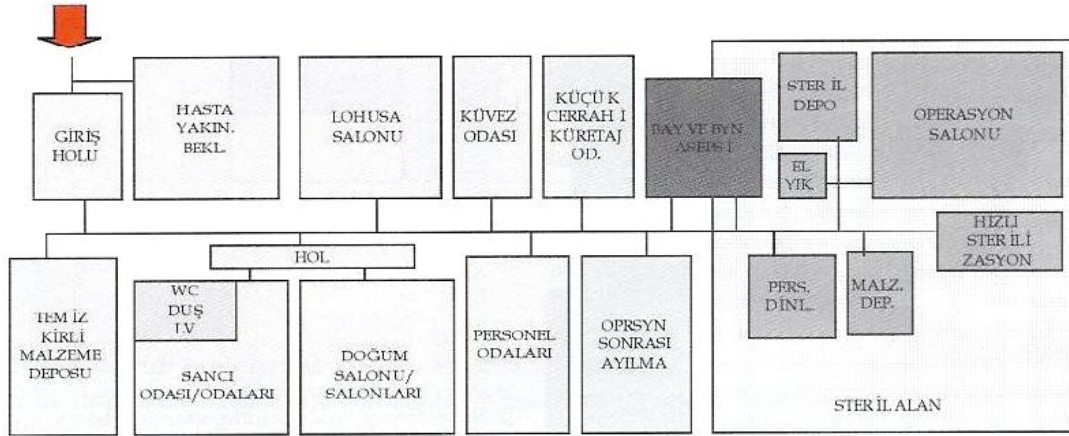 GİRİŞ
HOLU
HASTA
YAKIN.
BEKL.
LOHUSA
SALONU
KÜVEZ
ODASI
KÜÇÜK
CERRAHİ
KÜRETAJ
OD.
BAY VE BYN.
ASEPSİ
STERİL
DEPO
EL
YIK.
OPERASYON
SALONU
HIZLI
STERİLİ
ZASYON
HOL
TEMİZ
KİRLİ
MALZEME
DEPOSU
WC
DUŞ
LV
SANCI
ODASI/ODALARI
DOĞUM
SALONU/
SALONLARI
PERSONEL
ODALARI
OPRSYN
SONRASI
AYILMA
PERS.
DİNL.
MALZ.
DEP.
STERİL ALAN